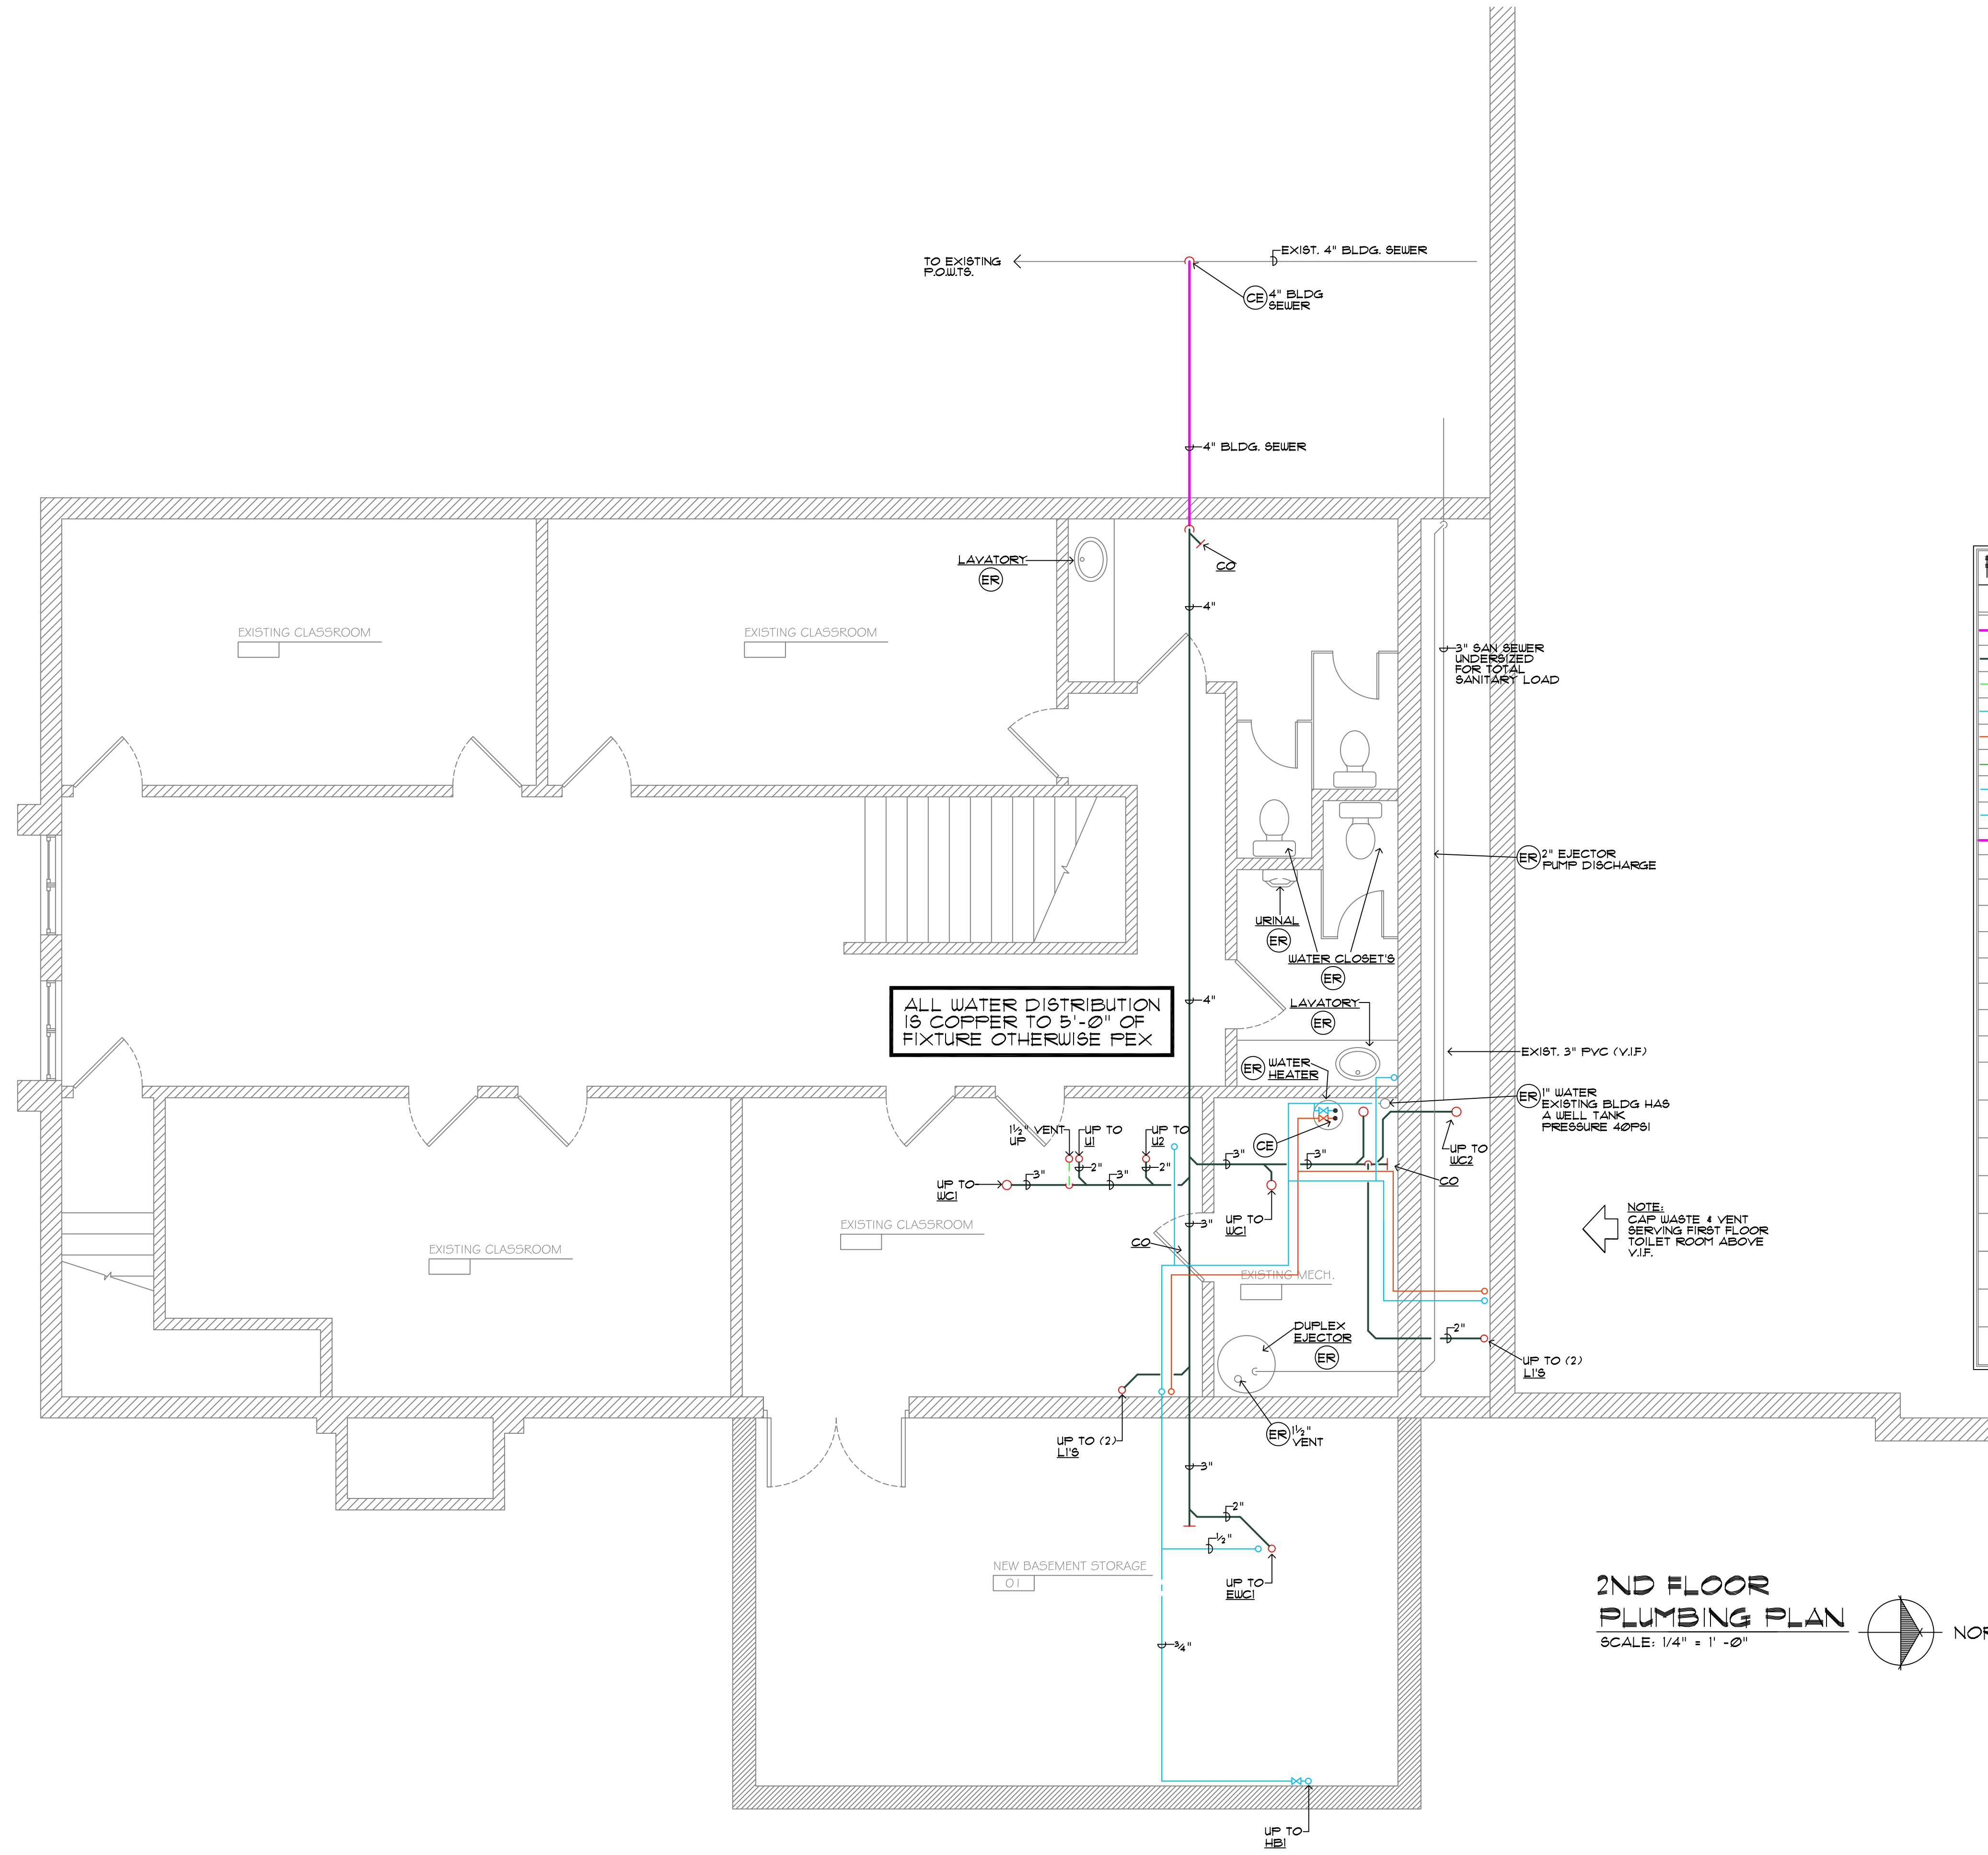 EXIST. 4" BLDG. SEWER
TO EXISTING
P.O.W.TS.
CE
4" BLDG
SEWER
4" BLDG. SEWER
LAVATORY
ER
CO
4"
EXISTING CLASSROOM
EXISTING CLASSROOM
3" SAN SEWER
UNDERSIZED
FOR TOTAL
SANITARY LOAD
ER
2" EJECTOR
PUMP DISCHARGE
URINAL
ER
WATER CLOSET'S
ER
LAVATORY
ER
ALL WATER DISTRIBUTION
IS COPPER TO 5'-0" OF
FIXTURE OTHERWISE PEX
4"
EXIST. 3" PVC (V.I.F)
ER
WATER
HEATER
ER
1" WATER
EXISTING BLDG HAS
A WELL TANK
PRESSURE 40PSI
1½" VENT
UP
UP TO
U1
UP TO
U2
CE
UP TO
WC2
2"
2"
3"
3"
3"
3"
UP TO
WC1
CO
UP TO
WC1
3"
CO
NOTE:
CAP WASTE & VENT
SERVING FIRST FLOOR
TOILET ROOM ABOVE
V.I.F.
EXISTING CLASSROOM
EXISTING CLASSROOM
EXISTING MECH.
DUPLEX
EJECTOR
ER
2"
UP TO (2)
L1'S
ER
1½"
VENT
UP TO (2)
L1'S
3"
2"
½"
NEW BASEMENT STORAGE
01
UP TO
EWC1
2ND FLOOR
PLUMBING PLAN
SCALE: 1/4" = 1' -0"
NOR
¾"
UP TO
HB1